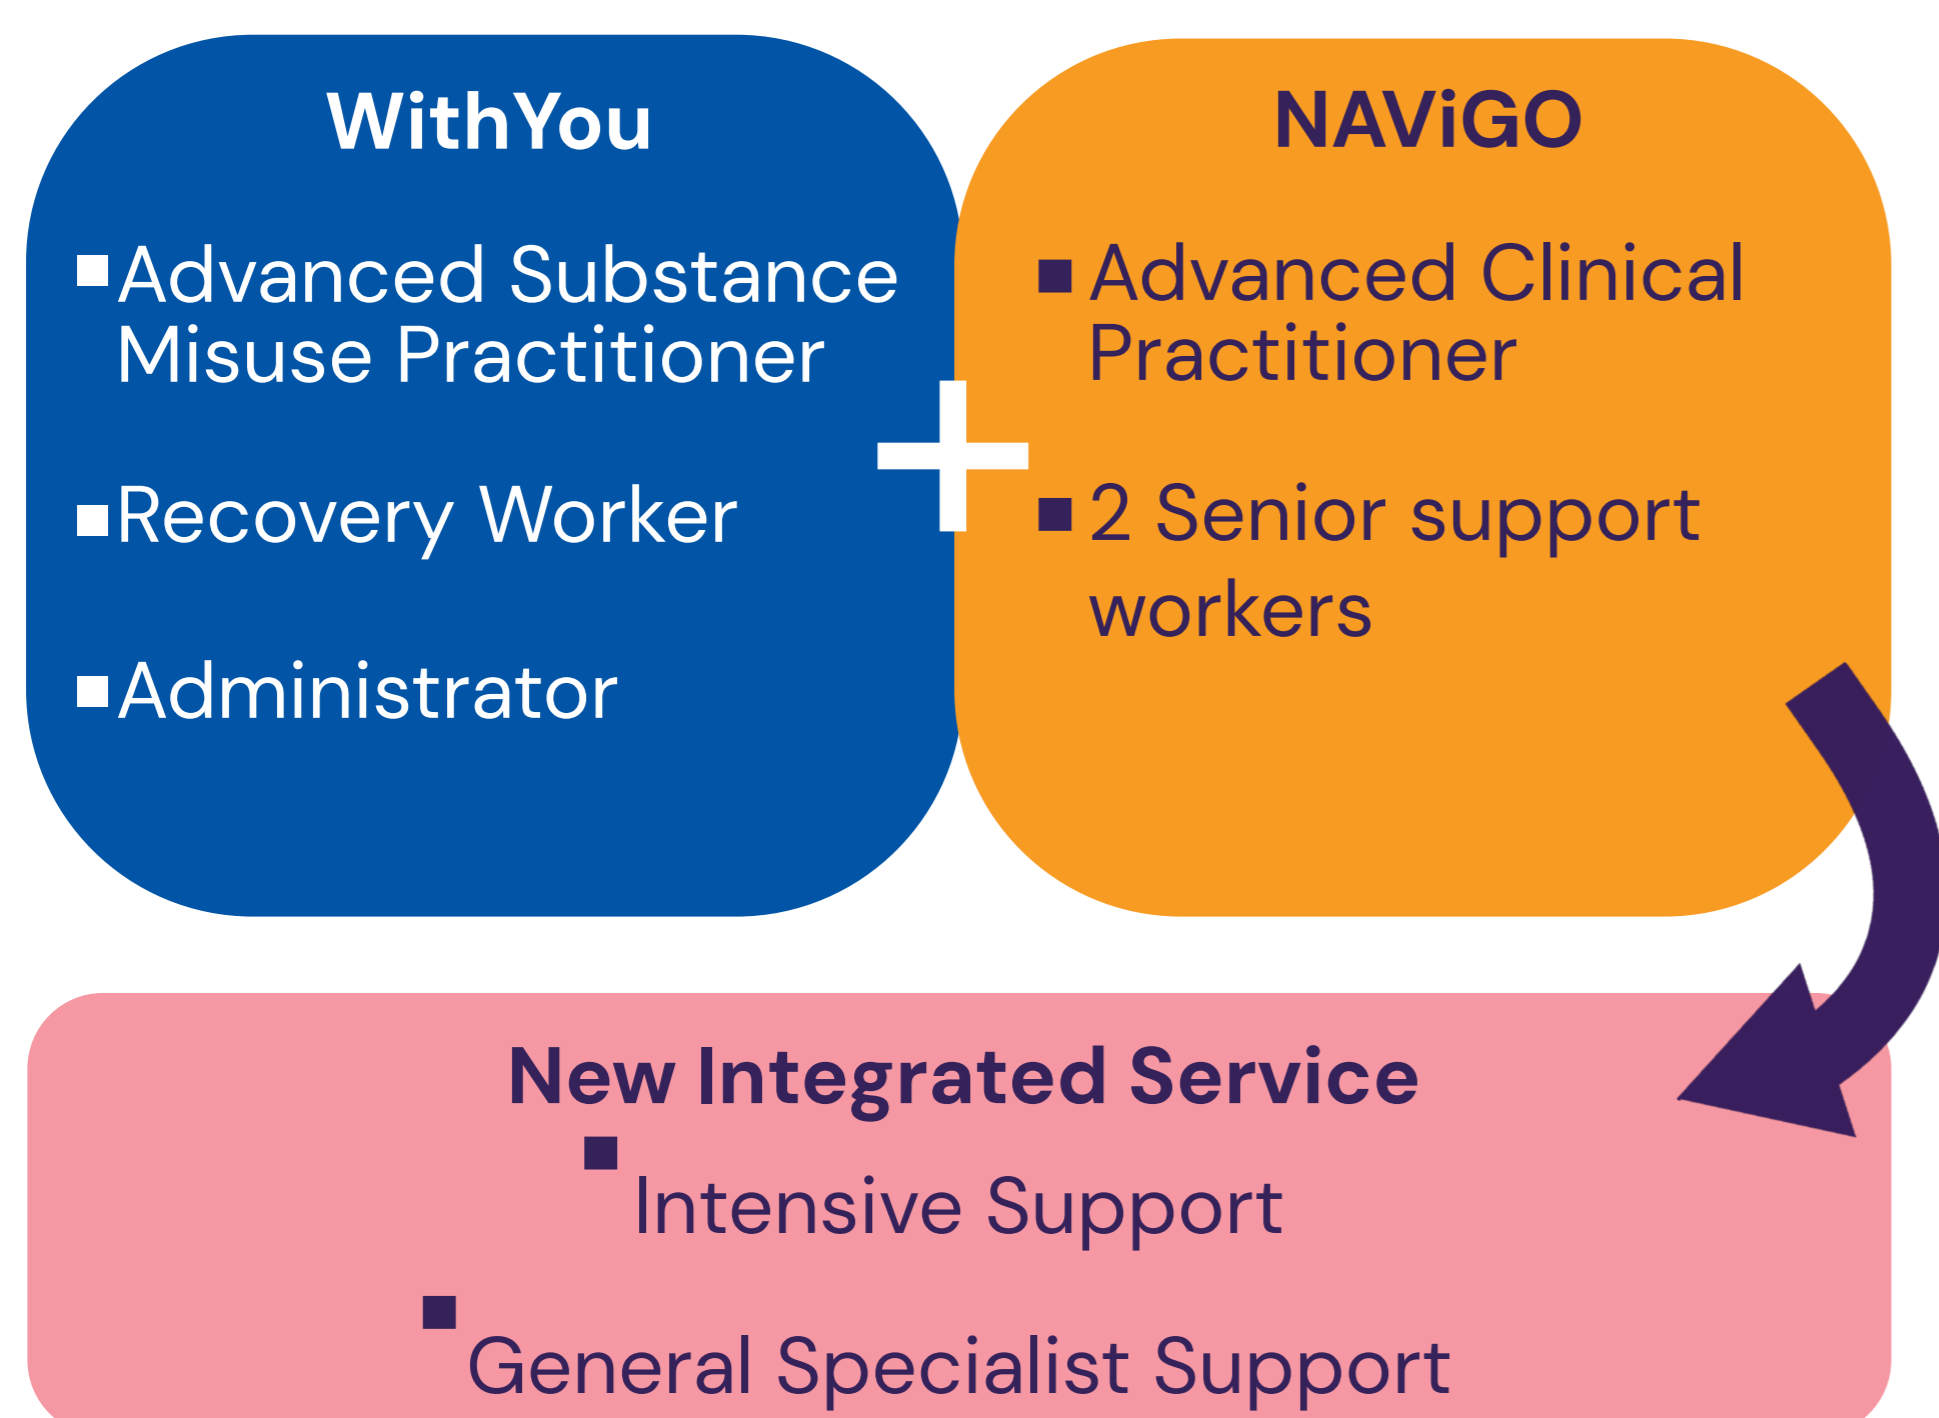 WithYou
▪Advanced Substance
Misuse Practitioner
▪Recovery Worker
▪Administrator
+
NAViGO
▪Advanced Clinical
Practitioner
▪2 Senior support
workers
New Integrated Service
▪Intensive Support
▪General Specialist Support